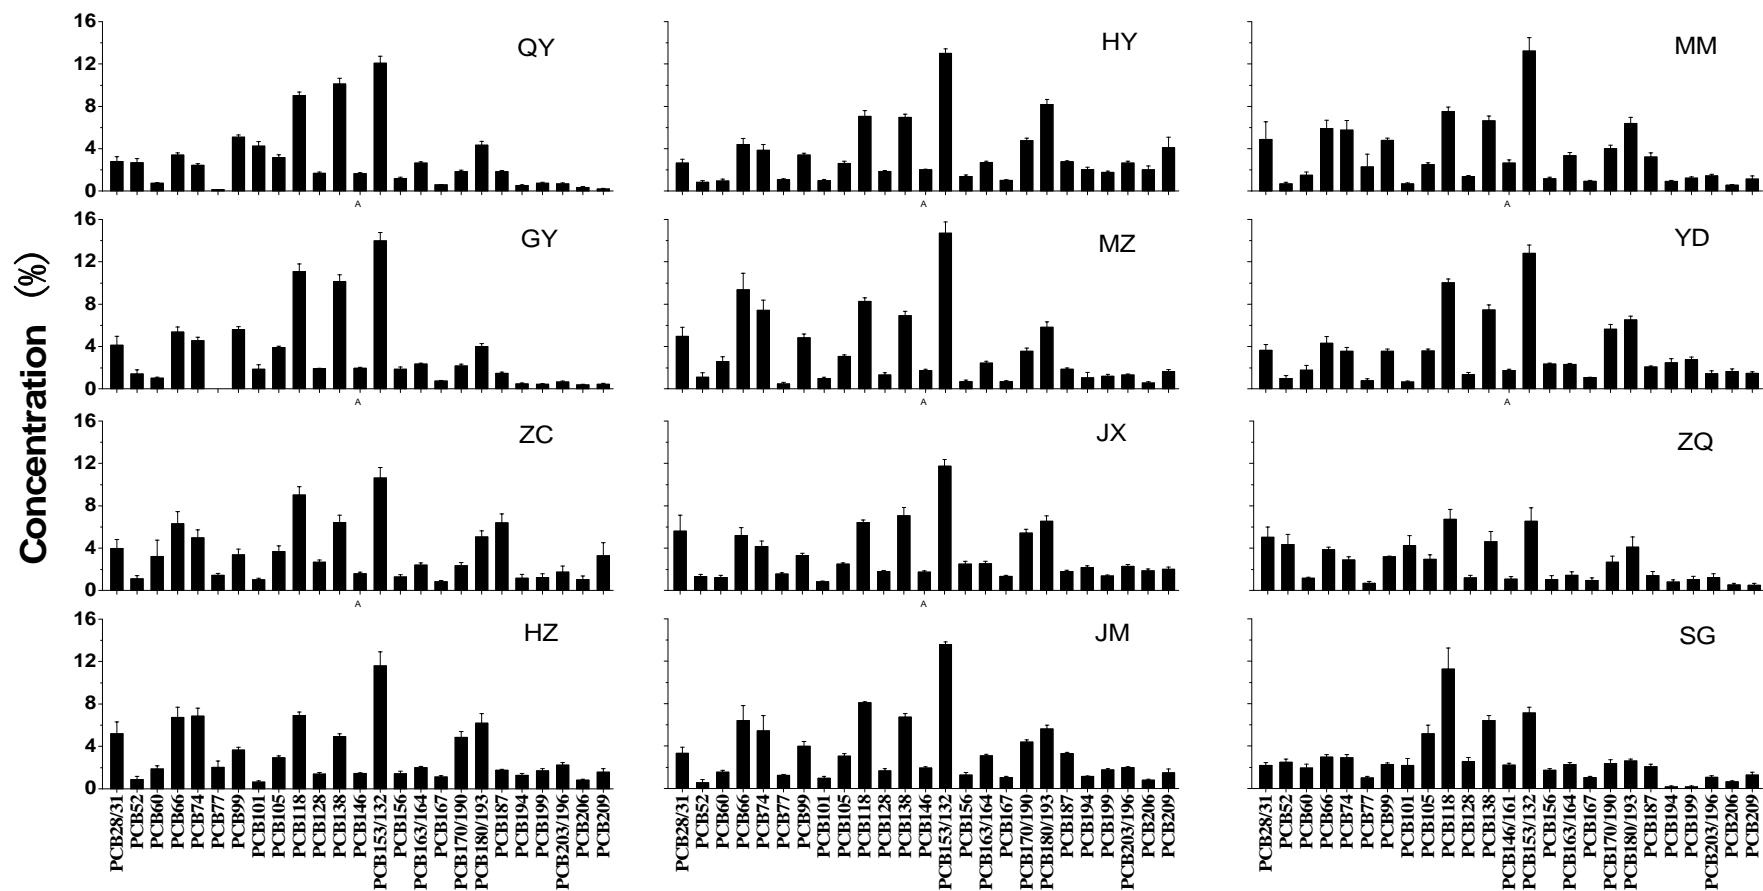 Concentration (%)
16
12
8
4
0
QY
HY
MM
A
A
A
16
12
8
4
0
GY
MZ
YD
A
A
A
16
12
8
4
0
ZC
JX
ZQ
A
A
16
12
8
4
0
HZ
JM
SG
PCB28/31
PCB52
PCB60
PCB66
PCB74
PCB77
PCB99
PCB101
PCB105
PCB118
PCB128
PCB138
PCB146
PCB153/132
PCB156
PCB163/164
PCB167
PCB170/190
PCB180/193
PCB187
PCB194
PCB199
PCB203/196
PCB206
PCB209
PCB28/31
PCB52
PCB60
PCB66
PCB74
PCB77
PCB99
PCB101
PCB105
PCB118
PCB128
PCB138
PCB146
PCB153/132
PCB156
PCB163/164
PCB167
PCB170/190
PCB180/193
PCB187
PCB194
PCB199
PCB203/196
PCB206
PCB209
PCB28/31
PCB52
PCB60
PCB66
PCB74
PCB77
PCB99
PCB101
PCB105
PCB118
PCB128
PCB138
PCB146/161
PCB153/132
PCB156
PCB163/164
PCB167
PCB170/190
PCB180/193
PCB187
PCB194
PCB199
PCB203/196
PCB206
PCB209